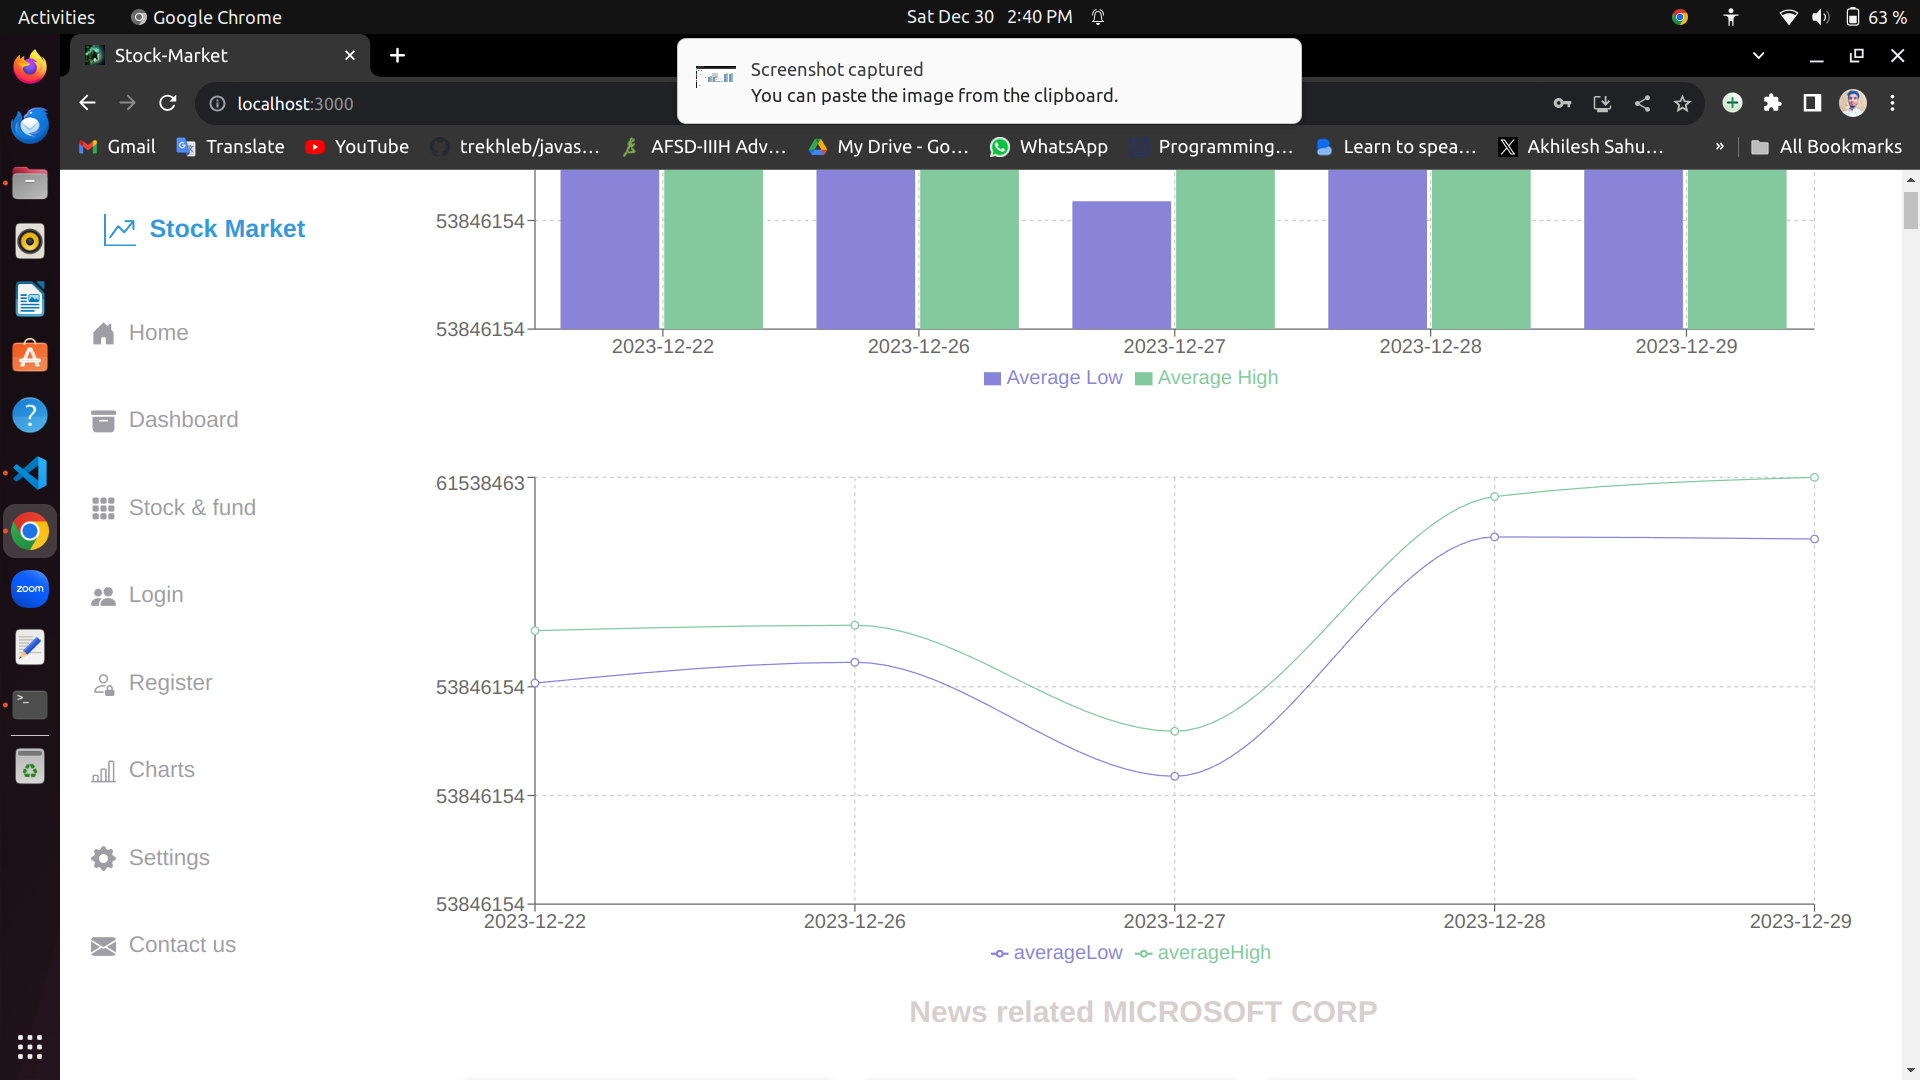 Activities
Google Chrome
Sat Dec 30 2:40 PM
63 %
Stock-Market
Screenshot captured
You can paste the image from the clipboard.
localhost:3000
Gmail
Translate
YouTube
trekhleb/javas...
AFSD-IIIH Adv...
My Drive - Go...
WhatsApp
Programming...
Learn to spea...
X
Akhilesh Sahu...
»
All Bookmarks
Stock Market
Home
Dashboard
Stock & fund
Login
Register
Charts
Settings
Contact us
zoom
53846154
53846154
2023-12-22
2023-12-26
2023-12-27
2023-12-28
2023-12-29
Average Low
Average High
61538463
53846154
53846154
53846154
2023-12-22
2023-12-26
2023-12-27
2023-12-28
2023-12-29
averageLow
averageHigh
News related MICROSOFT CORP